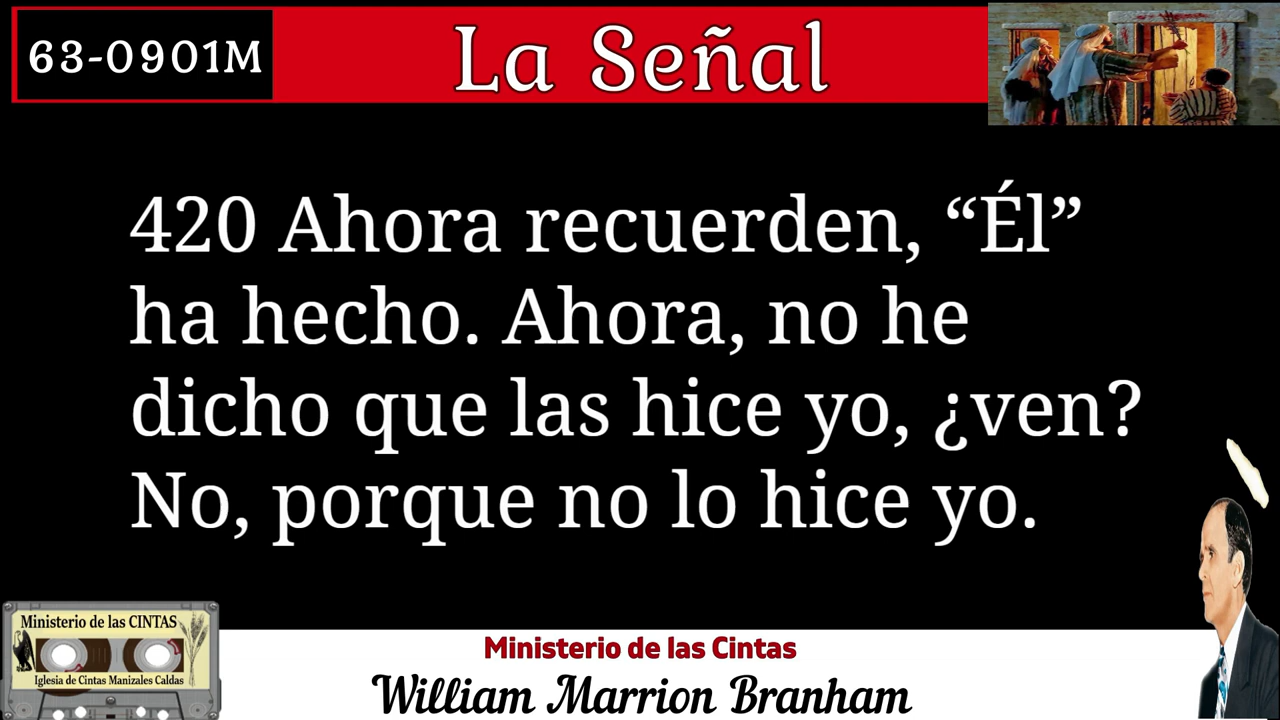 63-0901M
La Señal
420 Ahora recuerden, “Él”
ha hecho. Ahora, no he
dicho que las hice yo, ¿ven?
No, porque no lo hice yo.
Ministerio de las CINTAS
Iglesia de Cintas Manizales Caldas
Ministerio de las Cintas
William Marrion Branham